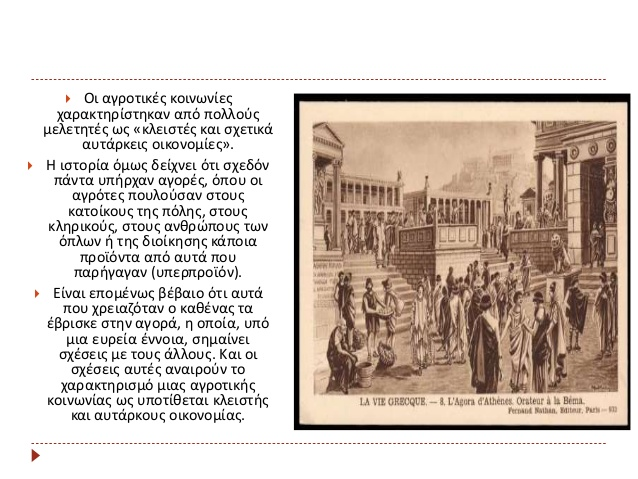 Οι αγροτικές κοινωνίες
χαρακτηρίστηκαν από πολλούς
μελετητές ως «κλειστές και σχετικά
αυτάρκεις οικονομίες».
Η ιστορία όμως δείχνει ότι σχεδόν
πάντα υπήρχαν αγορές, όπου οι
αγρότες πουλούσαν στους
κατοίκους της πόλης, στους
κληρικούς, στους ανθρώπους των
όπλων ή της διοίκησης κάποια
προϊόντα από αυτά που
παρήγαγαν (υπερπροϊόν).
Είναι επομένως βέβαιο ότι αυτά
που χρειαζόταν ο καθένας τα
έβρισκε στην αγορά, η οποία, υπό
μια ευρεία έννοια, σημαίνει
σχέσεις με τους άλλους. Και οι
σχέσεις αυτές αναιρούν το
χαρακτηρισμό μιας αγροτικής
κοινωνίας ως υποτίθεται κλειστής
και αυτάρκους οικονομίας.
LA VIE GRECQUE. — 8. L'Agora d'Athènes. Orateur à la Béma.
Fernand Nathan, Editeur, Paris — 933